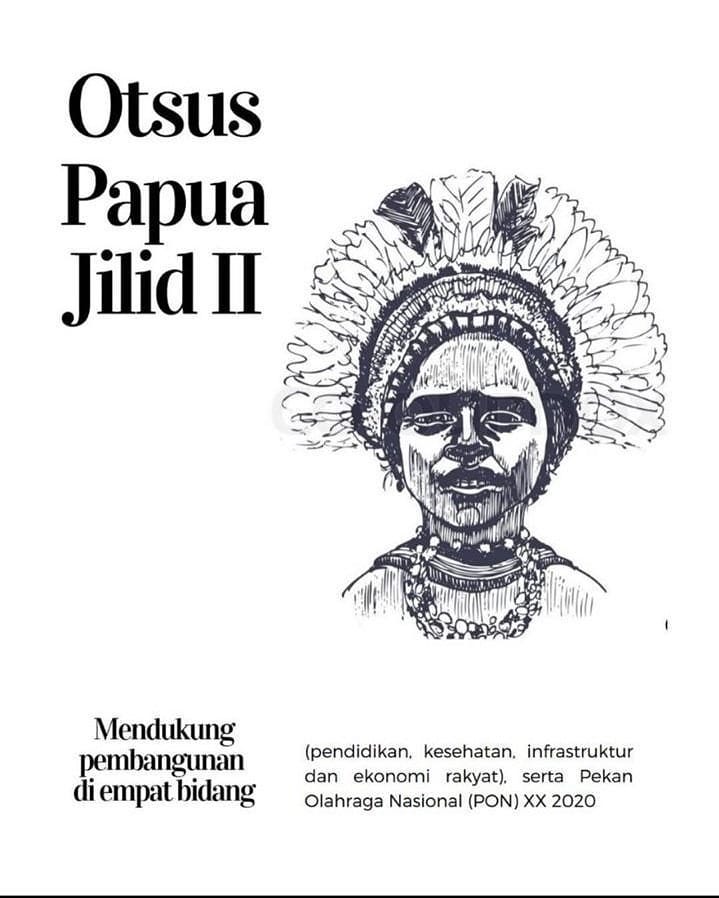 Otsus
Papua
Jilid II
Mendukung
pembangunan
di empat bidang
(pendidikan, kesehatan, infrastruktur
dan ekonomi rakyat), serta Pekan
Olahraga Nasional (PON) XX 2020